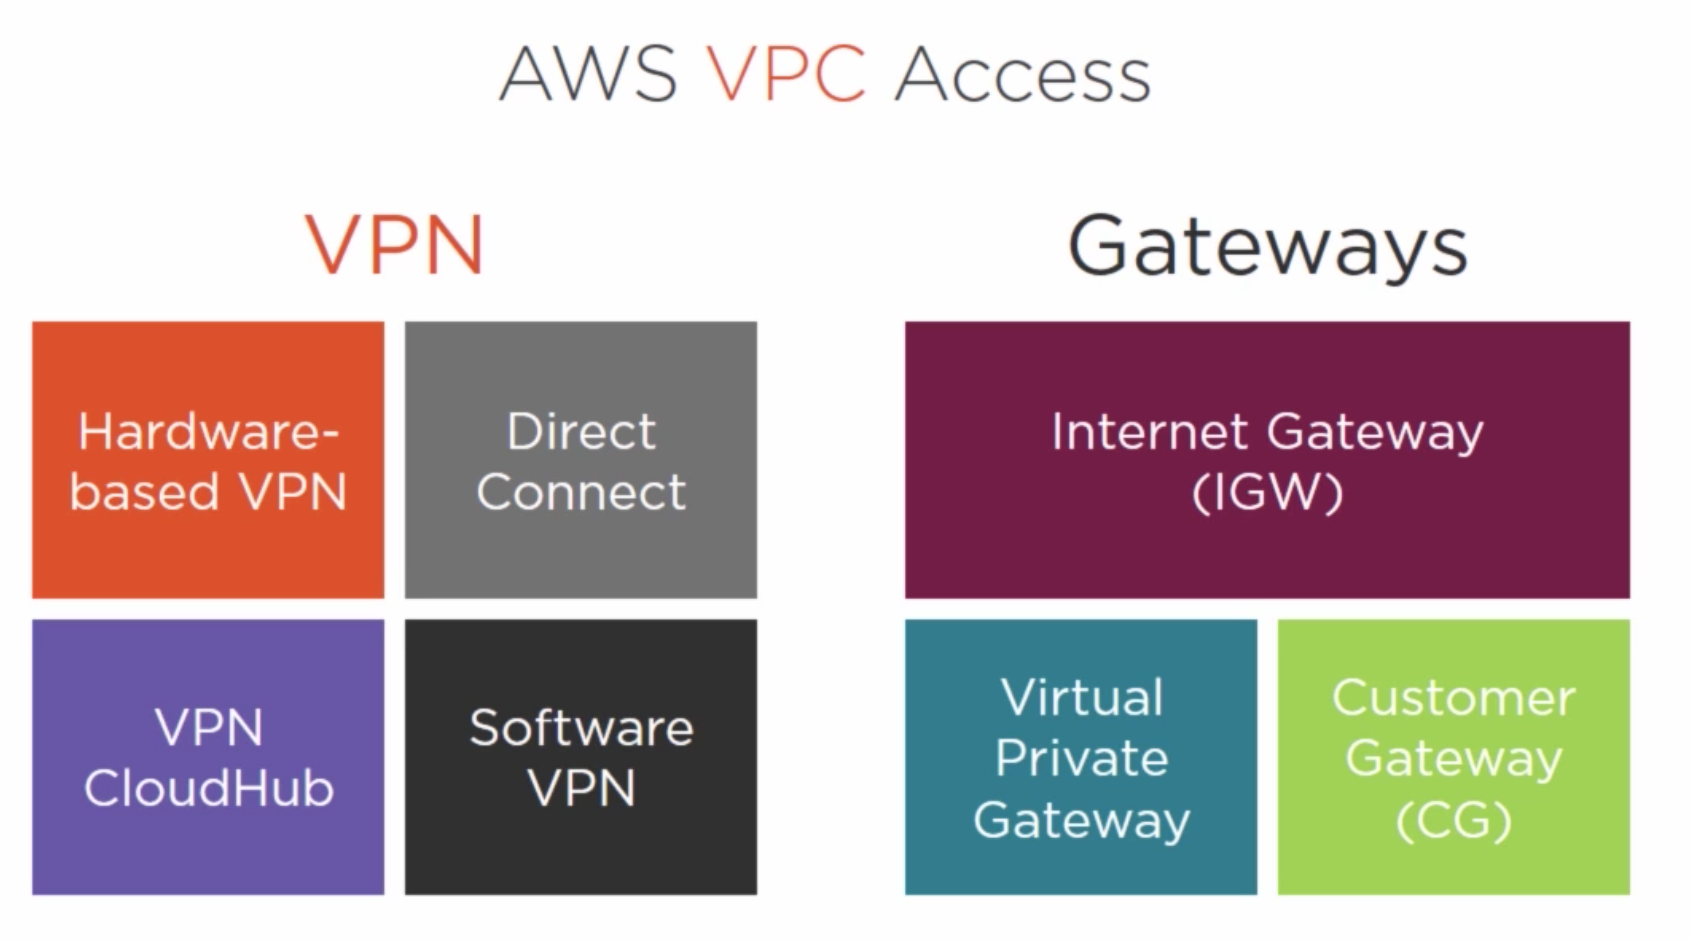 AWS VPC Access
VPN
Hardware-
based VPN
Direct
Connect
VPN
CloudHub
Software
VPN
Gateways
Internet Gateway
(IGW)
Virtual
Private
Gateway
Customer
Gateway
(CG)